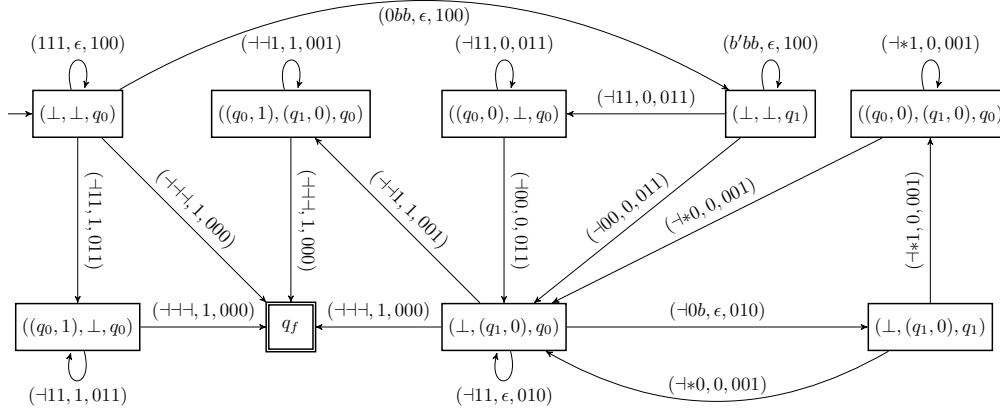 (0bb, ϵ, 100)
(111, ϵ, 100)
(⊣⊣1, 1, 001)
(⊣11, 0, 011)
(b′bb, ϵ, 100)
(⊣∗1, 0, 001)
(⊥, ⊥, q₀)
((q₀, 1), (q₁, 0), q₀)
((q₀, 0), ⊥, q₀)
(⊣11, 0, 011)
(⊥, ⊥, q₁)
((q₀, 0), (q₁, 0), q₀)
(⊣11, 1, 011)
(⊣⊣⊣, 1, 000)
(⊣⊣⊣, 1, 000)
(⊣⊣1, 1, 001)
(⊣00, 0, 011)
(⊣00, 0, 011)
(⊣∗0, 0, 001)
(⊣∗1, 0, 001)
((q₀, 1), ⊥, q₀)
(⊣⊣⊣, 1, 000)
q_f
(⊣⊣⊣, 1, 000)
(⊥, (q₁, 0), q₀)
(⊣0b, ϵ, 010)
(⊥, (q₁, 0), q₁)
(⊣11, 1, 011)
(⊣11, ϵ, 010)
(⊣∗0, 0, 001)